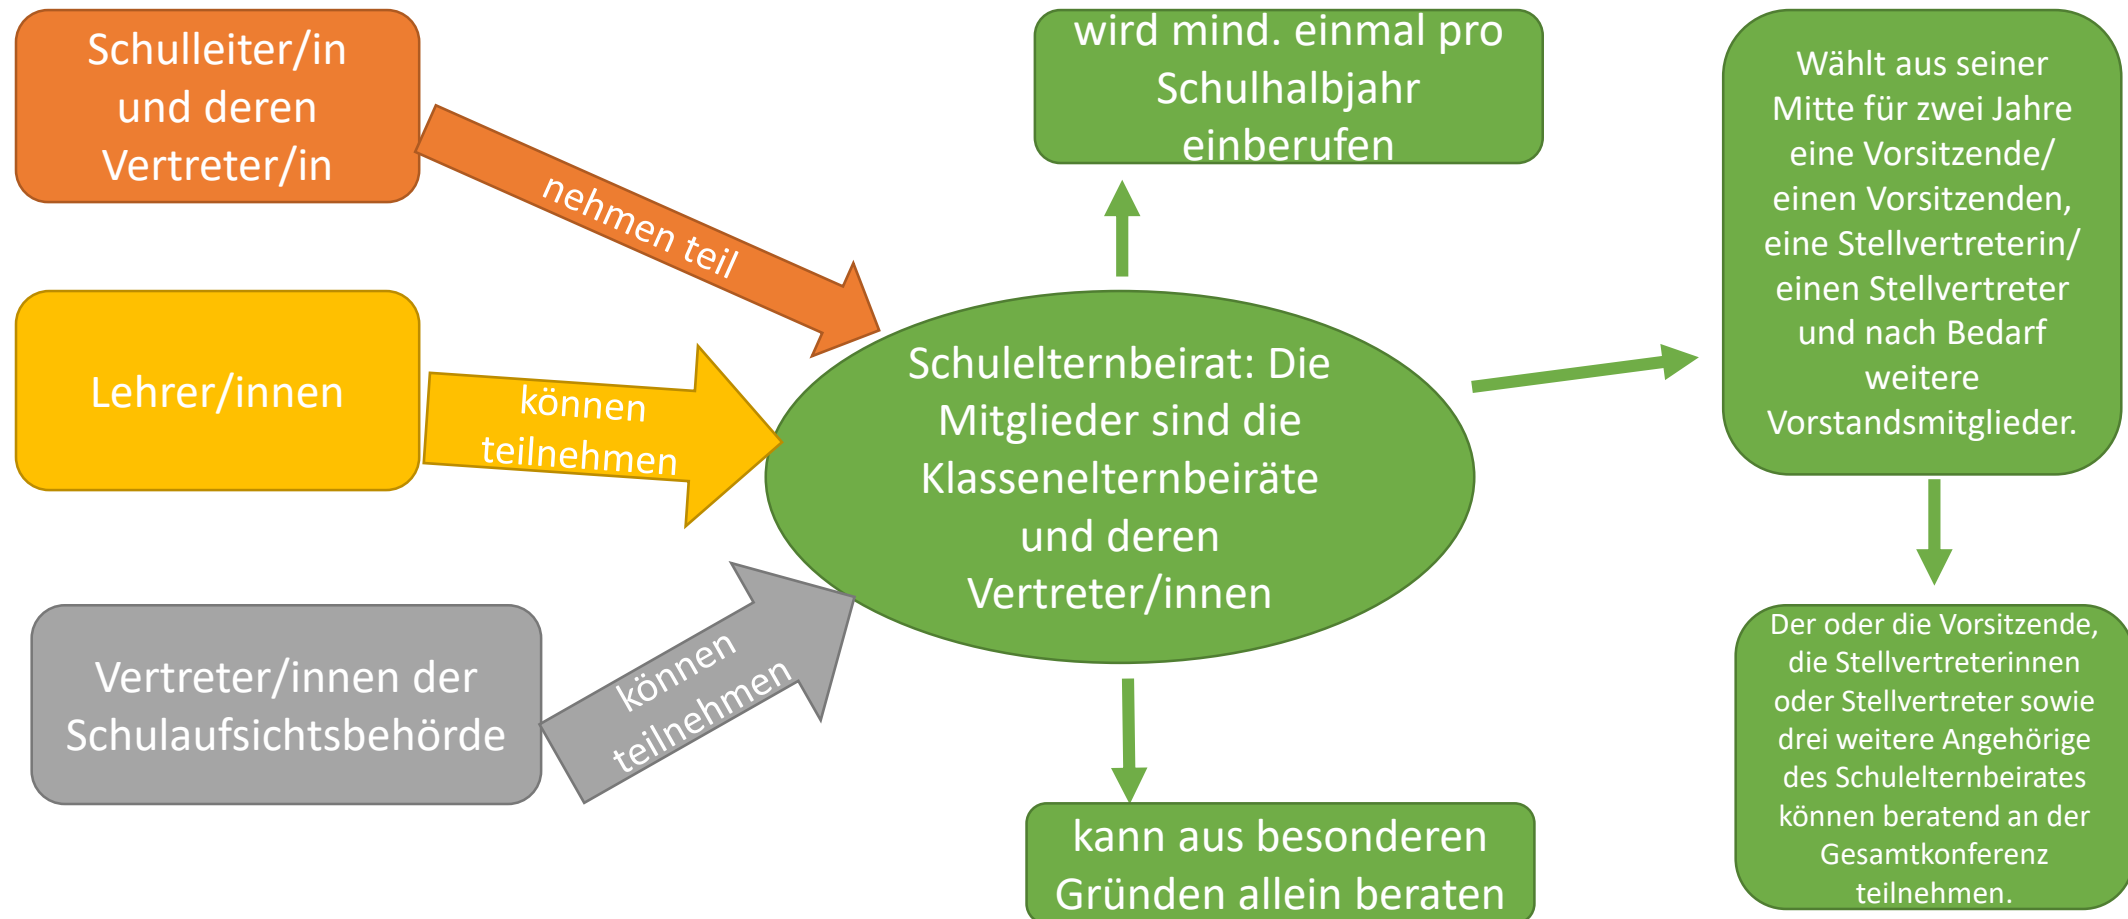 Schulleiter/in
und deren
Vertreter/in
nehmen teil
Lehrer/innen
können
teilnehmen
Vertreter/innen der
Schulaufsichtsbehörde
können
teilnehmen
wird mind. einmal pro
Schulhalbjahr
einberufen
Schulelternbeirat: Die
Mitglieder sind die
Klassenelternbeiräte
und deren
Vertreter/innen
kann aus besonderen
Gründen allein beraten
Wählt aus seiner
Mitte für zwei Jahre
eine Vorsitzende/
einen Vorsitzenden,
eine Stellvertreterin/
einen Stellvertreter
und nach Bedarf
weitere
Vorstandsmitglieder.
Der oder die Vorsitzende,
die Stellvertreterinnen
oder Stellvertreter sowie
drei weitere Angehörige
des Schulelternbeirates
können beratend an der
Gesamtkonferenz
teilnehmen.